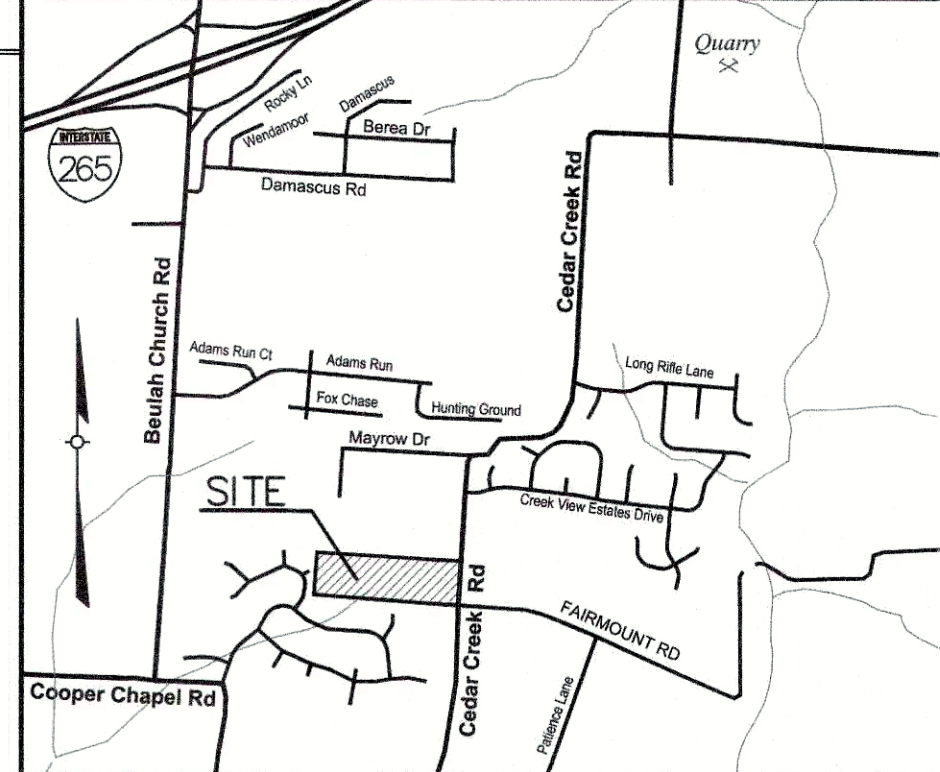 Quarry
INTERSTATE
265
Rocky Ln
Damascus
Wendamoor
Berea Dr
Damascus Rd
Cedar Creek Rd
Beulah Church Rd
Adams Run Ct
Adams Run
Long Rifle Lane
Fox Chase
Hunting Ground
Mayrow Dr
SITE
Creek View Estates Drive
Cedar Creek Rd
FAIRMOUNT RD
Cooper Chapel Rd
Patience Lane